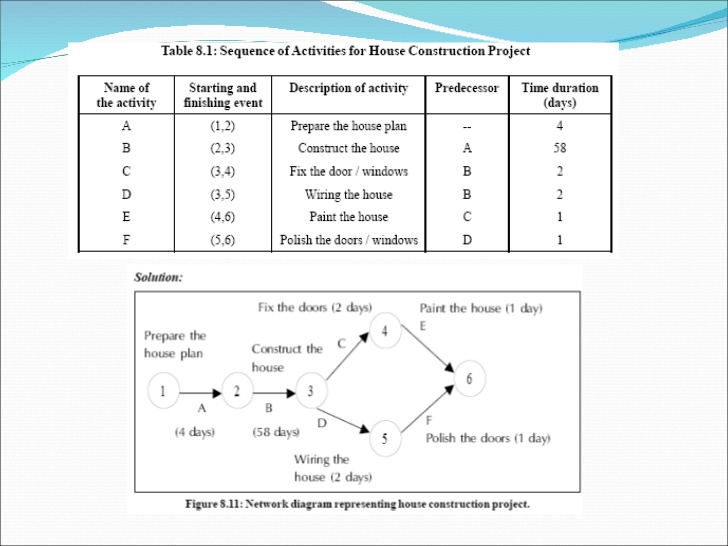 Table 8.1: Sequence of Activities for House Construction Project
Name of the activity Starting and finishing event Description of activity Predecessor Time duration (days)
A (1,2) Prepare the house plan -- 4
B (2,3) Construct the house A 58
C (3,4) Fix the door / windows B 2
D (3,5) Wiring the house B 2
E (4,6) Paint the house C 1
F (5,6) Polish the doors / windows D 1
Solution:
Fix the doors (2 days)
Paint the house (1 day)
E
4
C
Prepare the
house plan
Construct the
house
1
2
3
6
A
B
D
F
(4 days)
(58 days)
5
Polish the doors (1 day)
Wiring the
house (2 days)
Figure 8.11: Network diagram representing house construction project.